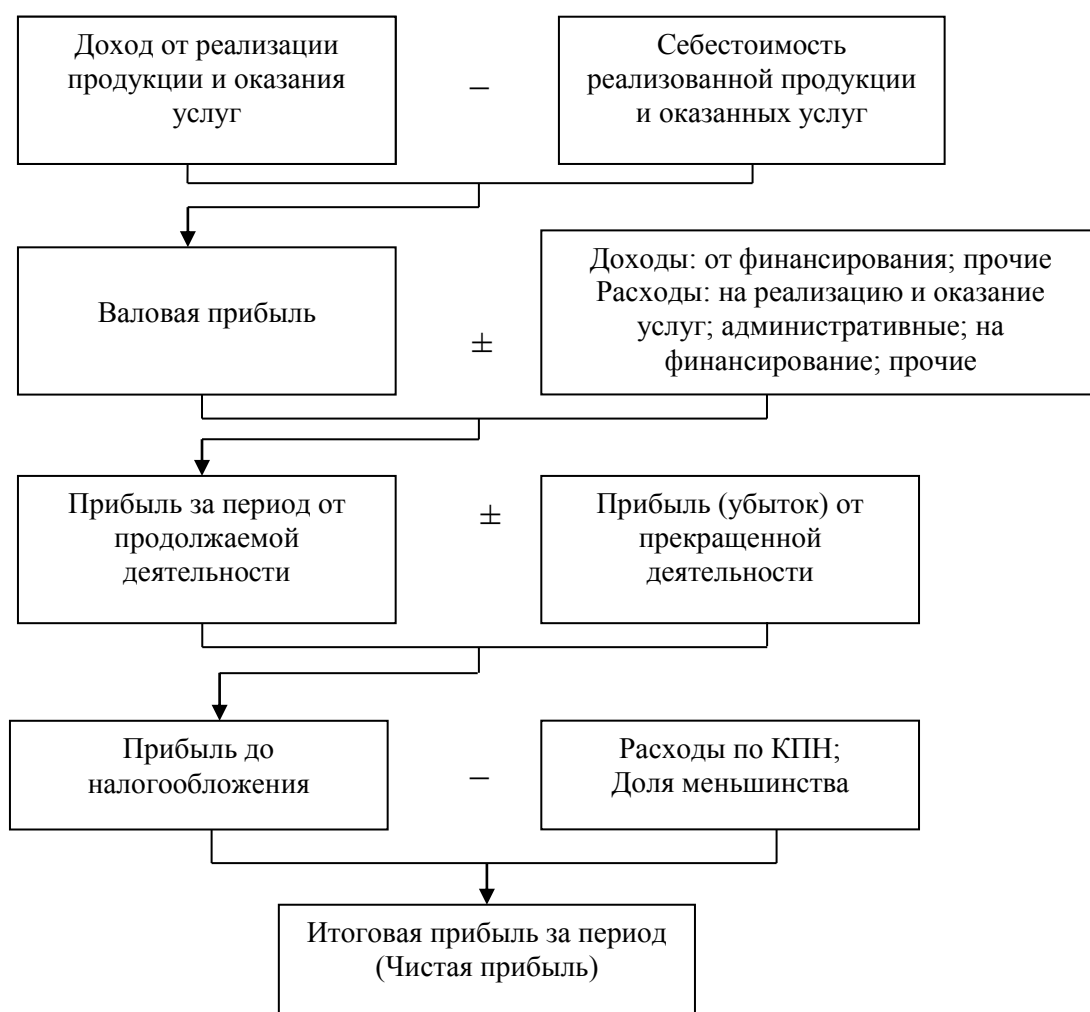 Доход от реализации
продукции и оказания
услуг
–
Себестоимость
реализованной продукции
и оказанных услуг
Валовая прибыль
±
Доходы: от финансирования; прочие
Расходы: на реализацию и оказание
услуг; административные; на
финансирование; прочие
Прибыль за период от
продолжаемой
деятельности
±
Прибыль (убыток) от
прекращенной
деятельности
Прибыль до
налогообложения
–
Расходы по КПН;
Доля меньшинства
Итоговая прибыль за период
(Чистая прибыль)